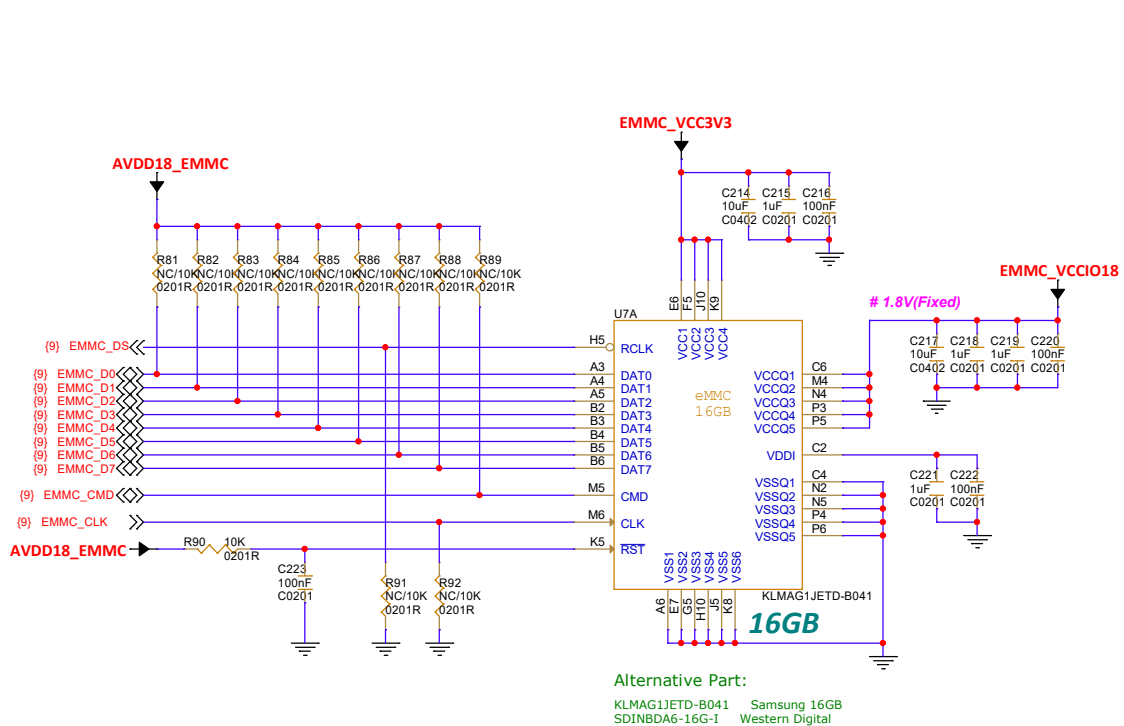 EMMC_VCC3V3
AVDD18_EMMC
C214 C215 C216
10uF 1uF 100nF
C0402 C0201 C0201
R81 R82 R83 R84 R85 R86 R87 R88 R89
NC/10K NC/10K NC/10K NC/10K NC/10K NC/10K NC/10K NC/10K NC/10K
0201R 0201R 0201R 0201R 0201R 0201R 0201R 0201R 0201R
EMMC_VCCIO18
# 1.8V(Fixed)
E6 F5 J10 K9
U7A
VCC1 VCC2 VCC3 VCC4
C217 C218 C219 C220
10uF 1uF 1uF 100nF
C0402 C0201 C0201 C0201
{9} EMMC_DS H5 RCLK
{9} EMMC_D0 A3 DAT0
{9} EMMC_D1 A4 DAT1
{9} EMMC_D2 A5 DAT2
{9} EMMC_D3 B2 DAT3
{9} EMMC_D4 B3 DAT4
{9} EMMC_D5 B4 DAT5
{9} EMMC_D6 B5 DAT6
{9} EMMC_D7 B6 DAT7
{9} EMMC_CMD M5 CMD
{9} EMMC_CLK M6 CLK
AVDD18_EMMC R90 10K K5 RST
0201R
eMMC
16GB
VCCQ1 C6
VCCQ2 M4
VCCQ3 N4
VCCQ4 P3
VCCQ5 P5
VDDI C2
VSSQ1 C4
VSSQ2 N2
VSSQ3 N5
VSSQ4 P4
VSSQ5 P6
C221 C222
1uF 100nF
C0201 C0201
C223
100nF
C0201
R91 R92
NC/10K NC/10K
0201R 0201R
VSS1 VSS2 VSS3 VSS4 VSS5 VSS6
A6 E7 G5 H10 J5 K8
KLMAG1JETD-B041
16GB
Alternative Part:
KLMAG1JETD-B041 Samsung 16GB
SDINBDA6-16G-I Western Digital